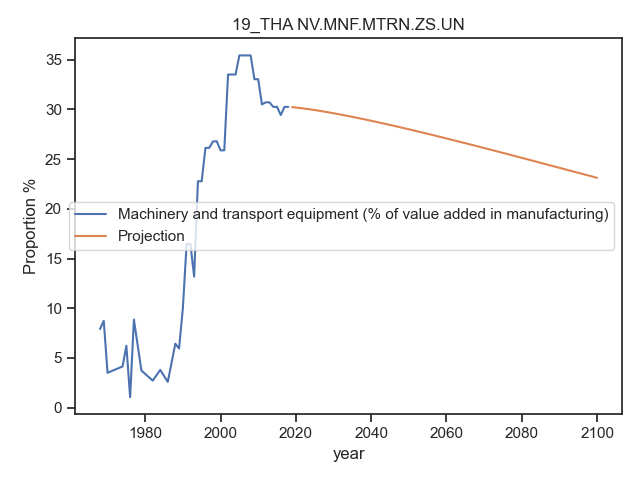 19_THA NV.MNF.MTRN.ZS.UN
Proportion %
35
30
25
20
15
10
5
0
Machinery and transport equipment (% of value added in manufacturing)
Projection
1980 2000 2020 2040 2060 2080 2100
year